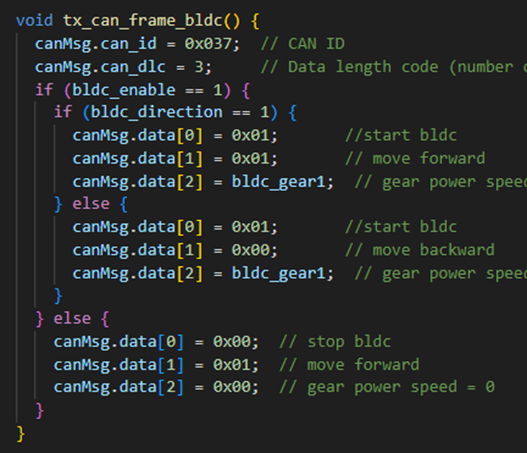 void tx_can_frame_bldc() {
  canMsg.can_id = 0x037;  // CAN ID
  canMsg.can_dlc = 3;     // Data length code (number
  if (bldc_enable == 1) {
    if (bldc_direction == 1) {
      canMsg.data[0] = 0x01;        //start bldc
      canMsg.data[1] = 0x01;        // move forward
      canMsg.data[2] = bldc_gear1;  // gear power speed
    } else {
      canMsg.data[0] = 0x01;        //start bldc
      canMsg.data[1] = 0x00;        // move backward
      canMsg.data[2] = bldc_gear1;  // gear power speed
    }
  } else {
    canMsg.data[0] = 0x00;  // stop bldc
    canMsg.data[1] = 0x01;  // move forward
    canMsg.data[2] = 0x00;  // gear power speed = 0
  }
}